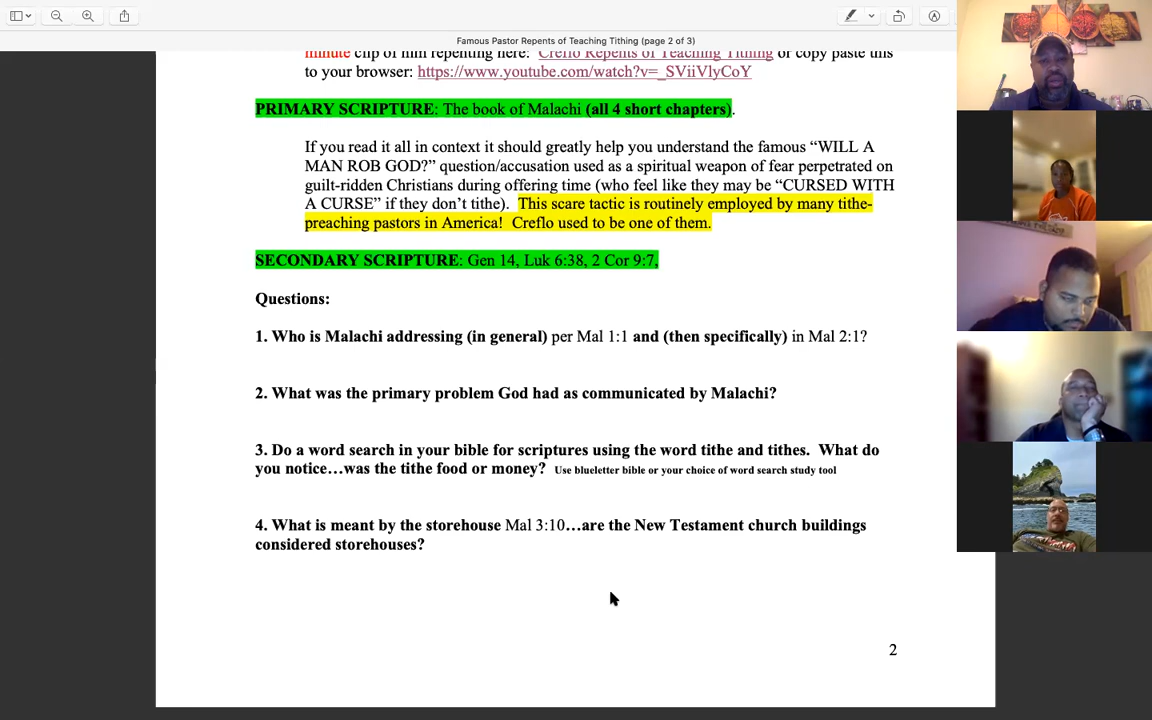 Famous Pastor Repents of Teaching Tithing (page 2 of 3)
minute clip of him repenting here: Creflo Repents of Teaching Tithing or copy paste this
to your browser: https://www.youtube.com/watch?v=_SViiVlyCoY
PRIMARY SCRIPTURE: The book of Malachi (all 4 short chapters).
If you read it all in context it should greatly help you understand the famous “WILL A
MAN ROB GOD?” question/accusation used as a spiritual weapon of fear perpetrated on
guilt-ridden Christians during offering time (who feel like they may be “CURSED WITH
A CURSE” if they don’t tithe). This scare tactic is routinely employed by many tithe-
preaching pastors in America! Creflo used to be one of them.
SECONDARY SCRIPTURE: Gen 14, Luk 6:38, 2 Cor 9:7,
Questions:
1. Who is Malachi addressing (in general) per Mal 1:1 and (then specifically) in Mal 2:1?
2. What was the primary problem God had as communicated by Malachi?
3. Do a word search in your bible for scriptures using the word tithe and tithes. What do
you notice…was the tithe food or money? Use blueletter bible or your choice of word search study tool
4. What is meant by the storehouse Mal 3:10…are the New Testament church buildings
considered storehouses?
2